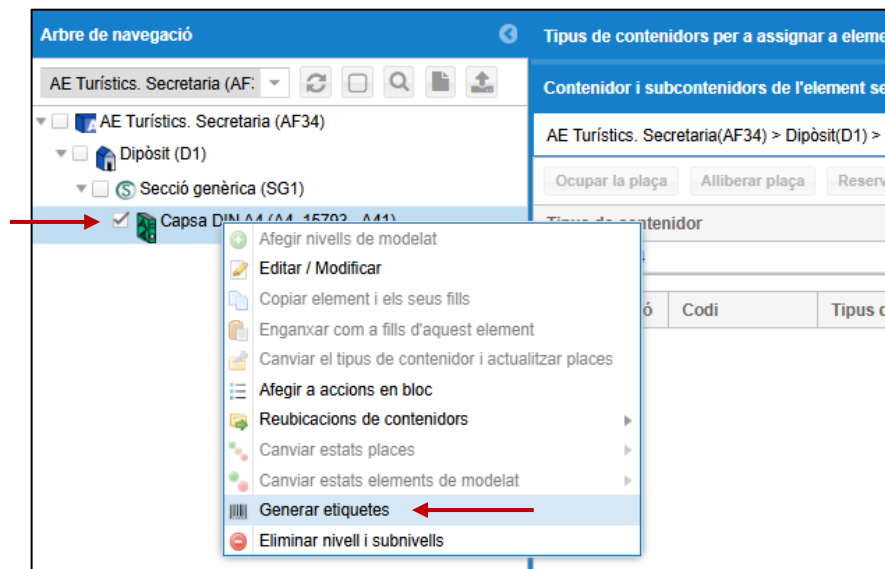 Arbre de navegació
Tipus de contenidors per a assignar a eleme
AE Turístics. Secretaria (AF:
Contenidor i subcontenidors de l'element se
AE Turístics. Secretaria (AF34)
AE Turístics. Secretaria(AF34) > Dipòsit(D1) >
Dipòsit (D1)
Ocupar la plaça Alliberar plaça Reserv
Secció genèrica (SG1)
Capsa DIN A4 (A4_15793 - A41)
Afegir nivells de modelat
Editar / Modificar
Copiar element i els seus fills
ó Codi Tipus d
Enganxar com a fills d'aquest element
Canviar el tipus de contenidor i actualitzar places
Afegir a accions en bloc
Reubicacions de contenidors
Canviar estats places
Canviar estats elements de modelat
Generar etiquetes
Eliminar nivell i subnivells